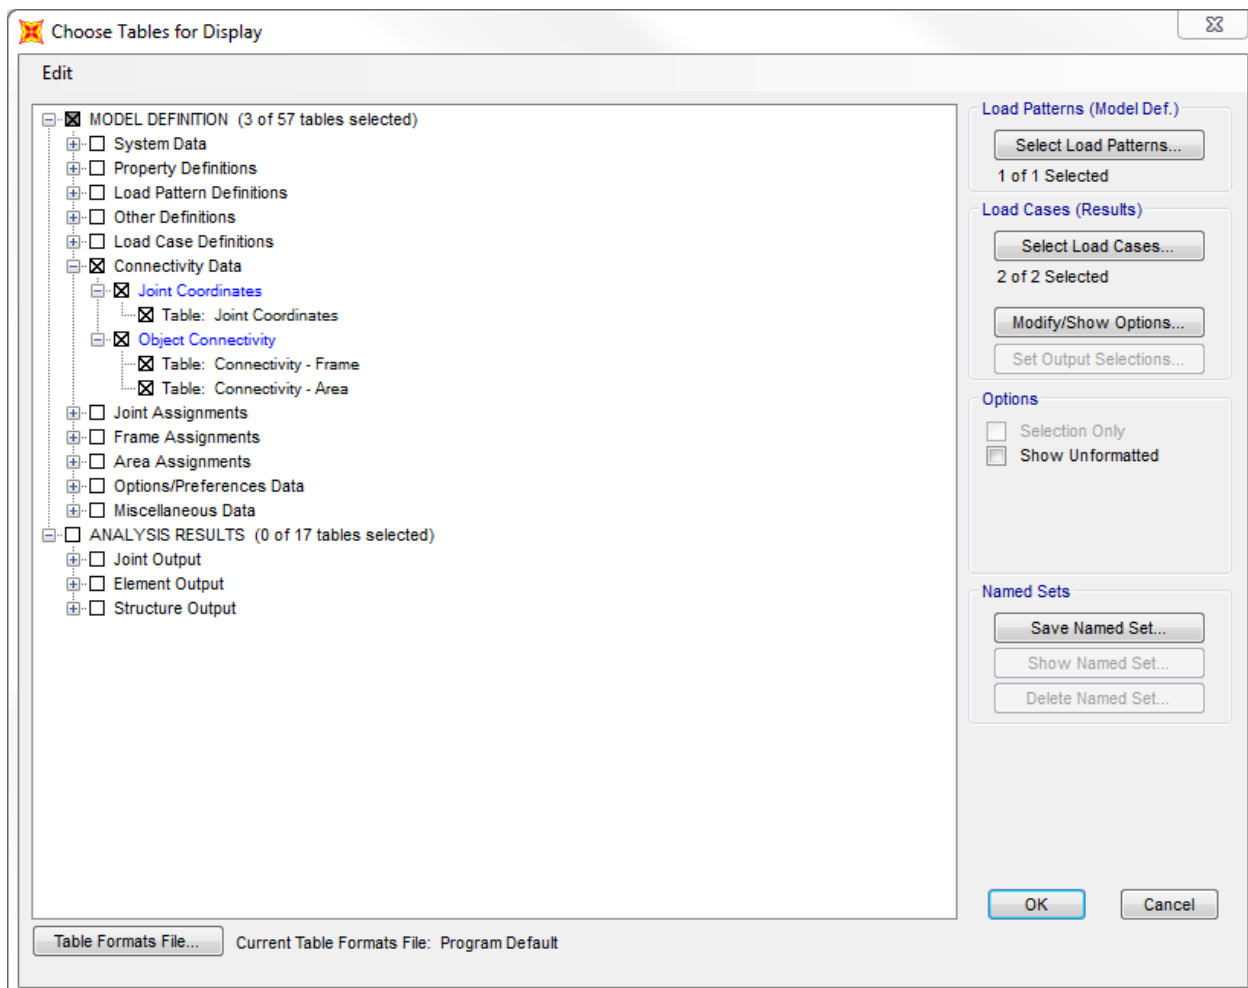 Choose Tables for Display
Edit
MODEL DEFINITION (3 of 57 tables selected)
System Data
Property Definitions
Load Pattern Definitions
Other Definitions
Load Case Definitions
Connectivity Data
Joint Coordinates
Table: Joint Coordinates
Object Connectivity
Table: Connectivity - Frame
Table: Connectivity - Area
Joint Assignments
Frame Assignments
Area Assignments
Options/Preferences Data
Miscellaneous Data
ANALYSIS RESULTS (0 of 17 tables selected)
Joint Output
Element Output
Structure Output
Load Patterns (Model Def.)
Select Load Patterns...
1 of 1 Selected
Load Cases (Results)
Select Load Cases...
2 of 2 Selected
Modify/Show Options...
Set Output Selections...
Options
Selection Only
Show Unformatted
Named Sets
Save Named Set...
Show Named Set...
Delete Named Set...
OK
Cancel
Table Formats File...
Current Table Formats File: Program Default